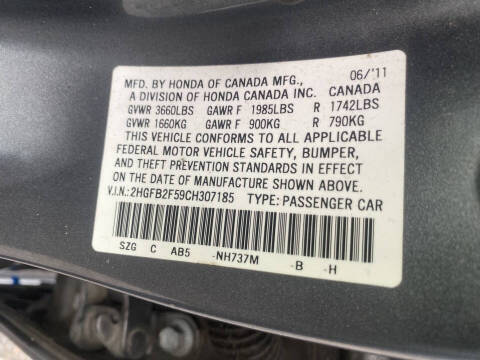 MFD. BY HONDA OF CANADA MFG., 06/'11
A DIVISION OF HONDA CANADA INC. CANADA
GVWR 3660LBS GAWR F 1985LBS R 1742LBS
GVWR 1660KG GAWR F 900KG R 790KG
THIS VEHICLE CONFORMS TO ALL APPLICABLE
FEDERAL MOTOR VEHICLE SAFETY, BUMPER,
AND THEFT PREVENTION STANDARDS IN EFFECT
ON THE DATE OF MANUFACTURE SHOWN ABOVE.
V.I.N.: 2HGFB2F59CH307185 TYPE: PASSENGER CAR
SZG C AB5 -NH737M -B -H